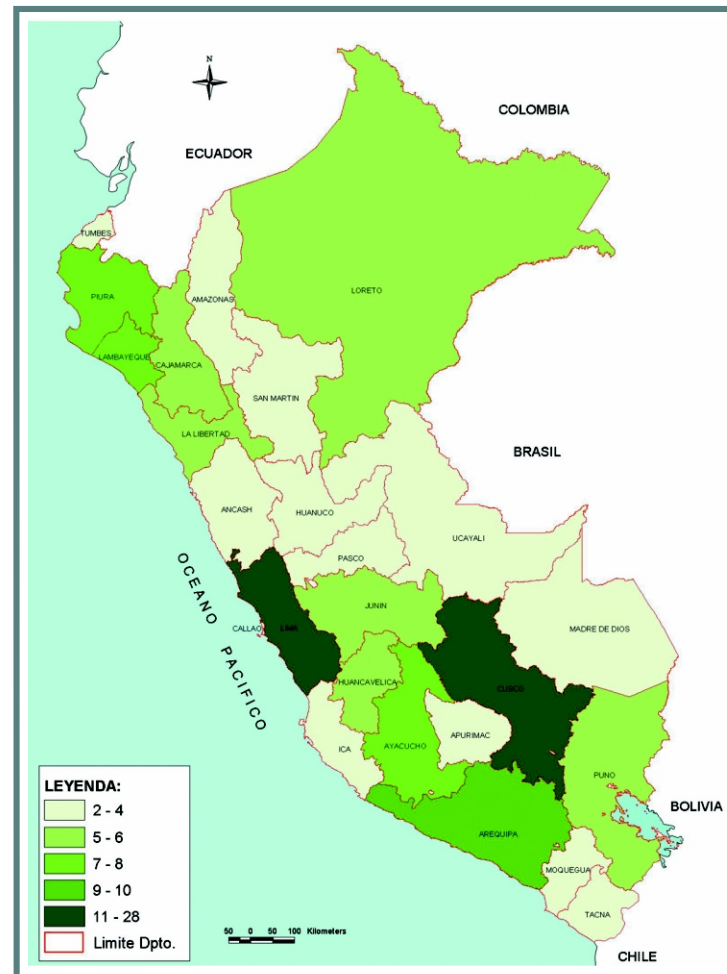 N
COLOMBIA
ECUADOR
TUMBES
PIURA
AMAZONAS
LORETO
LAMBAYEQUE
CAJAMARCA
SAN MARTIN
LA LIBERTAD
BRASIL
ANCASH
HUANUCO
UCAYALI
PASCO
OCEANO PACIFICO
JUNIN
CALLAO
LIMA
MADRE DE DIOS
HUANCAVELICA
CUSCO
ICA
AYACUCHO
APURIMAC
PUNO
BOLIVIA
AREQUIPA
MOQUEGUA
TACNA
CHILE
LEYENDA:
2 - 4
5 - 6
7 - 8
9 - 10
11 - 28
Limite Dpto.
50 0 50 100 Kilometers